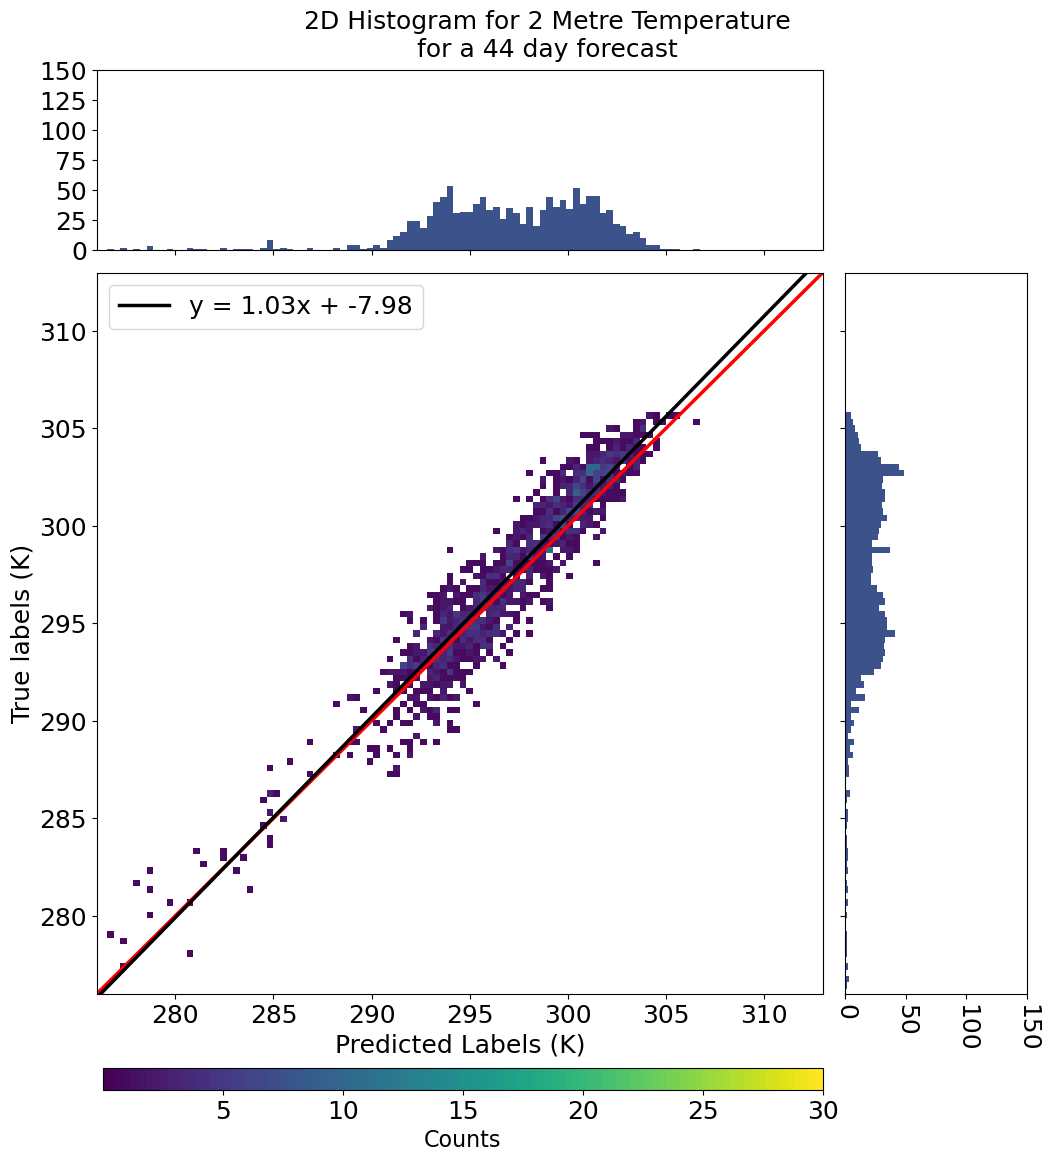 2D Histogram for 2 Metre Temperature
for a 44 day forecast
150
125
100
75
50
25
0
y = 1.03x + -7.98
310
305
300
295
290
285
280
True labels (K)
280 285 290 295 300 305 310
Predicted Labels (K)
0 50 100 150
5 10 15 20 25 30
Counts